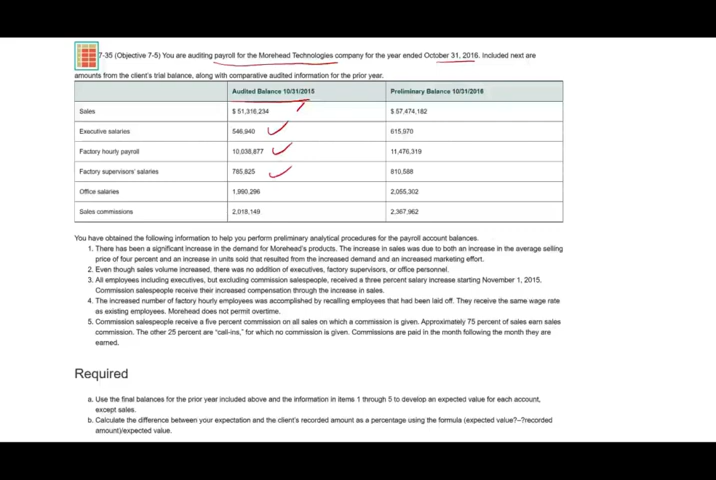 7-35 (Objective 7-5) You are auditing payroll for the Morehead Technologies company for the year ended October 31, 2016. Included next are
amounts from the client's trial balance, along with comparative audited information for the prior year.
Audited Balance 10/31/2015 Preliminary Balance 10/31/2016
Sales $ 51,316,234 $ 57,474,182
Executive salaries 546,940 615,970
Factory hourly payroll 10,038,877 11,476,319
Factory supervisors' salaries 785,825 810,588
Office salaries 1,990,296 2,055,302
Sales commissions 2,018,149 2,367,962
You have obtained the following information to help you perform preliminary analytical procedures for the payroll account balances.
1. There has been a significant increase in the demand for Morehead's products. The increase in sales was due to both an increase in the average selling
price of four percent and an increase in units sold that resulted from the increased demand and an increased marketing effort.
2. Even though sales volume increased, there was no addition of executives, factory supervisors, or office personnel.
3. All employees including executives, but excluding commission salespeople, received a three percent salary increase starting November 1, 2015.
Commission salespeople receive their increased compensation through the increase in sales.
4. The increased number of factory hourly employees was accomplished by recalling employees that had been laid off. They receive the same wage rate
as existing employees. Morehead does not permit overtime.
5. Commission salespeople receive a five percent commission on all sales on which a commission is given. Approximately 75 percent of sales earn sales
commission. The other 25 percent are "call-ins," for which no commission is given. Commissions are paid in the month following the month they are
earned.
Required
a. Use the final balances for the prior year included above and the information in items 1 through 5 to develop an expected value for each account,
except sales.
b. Calculate the difference between your expectation and the client's recorded amount as a percentage using the formula (expected value?–?recorded
amount)/expected value.